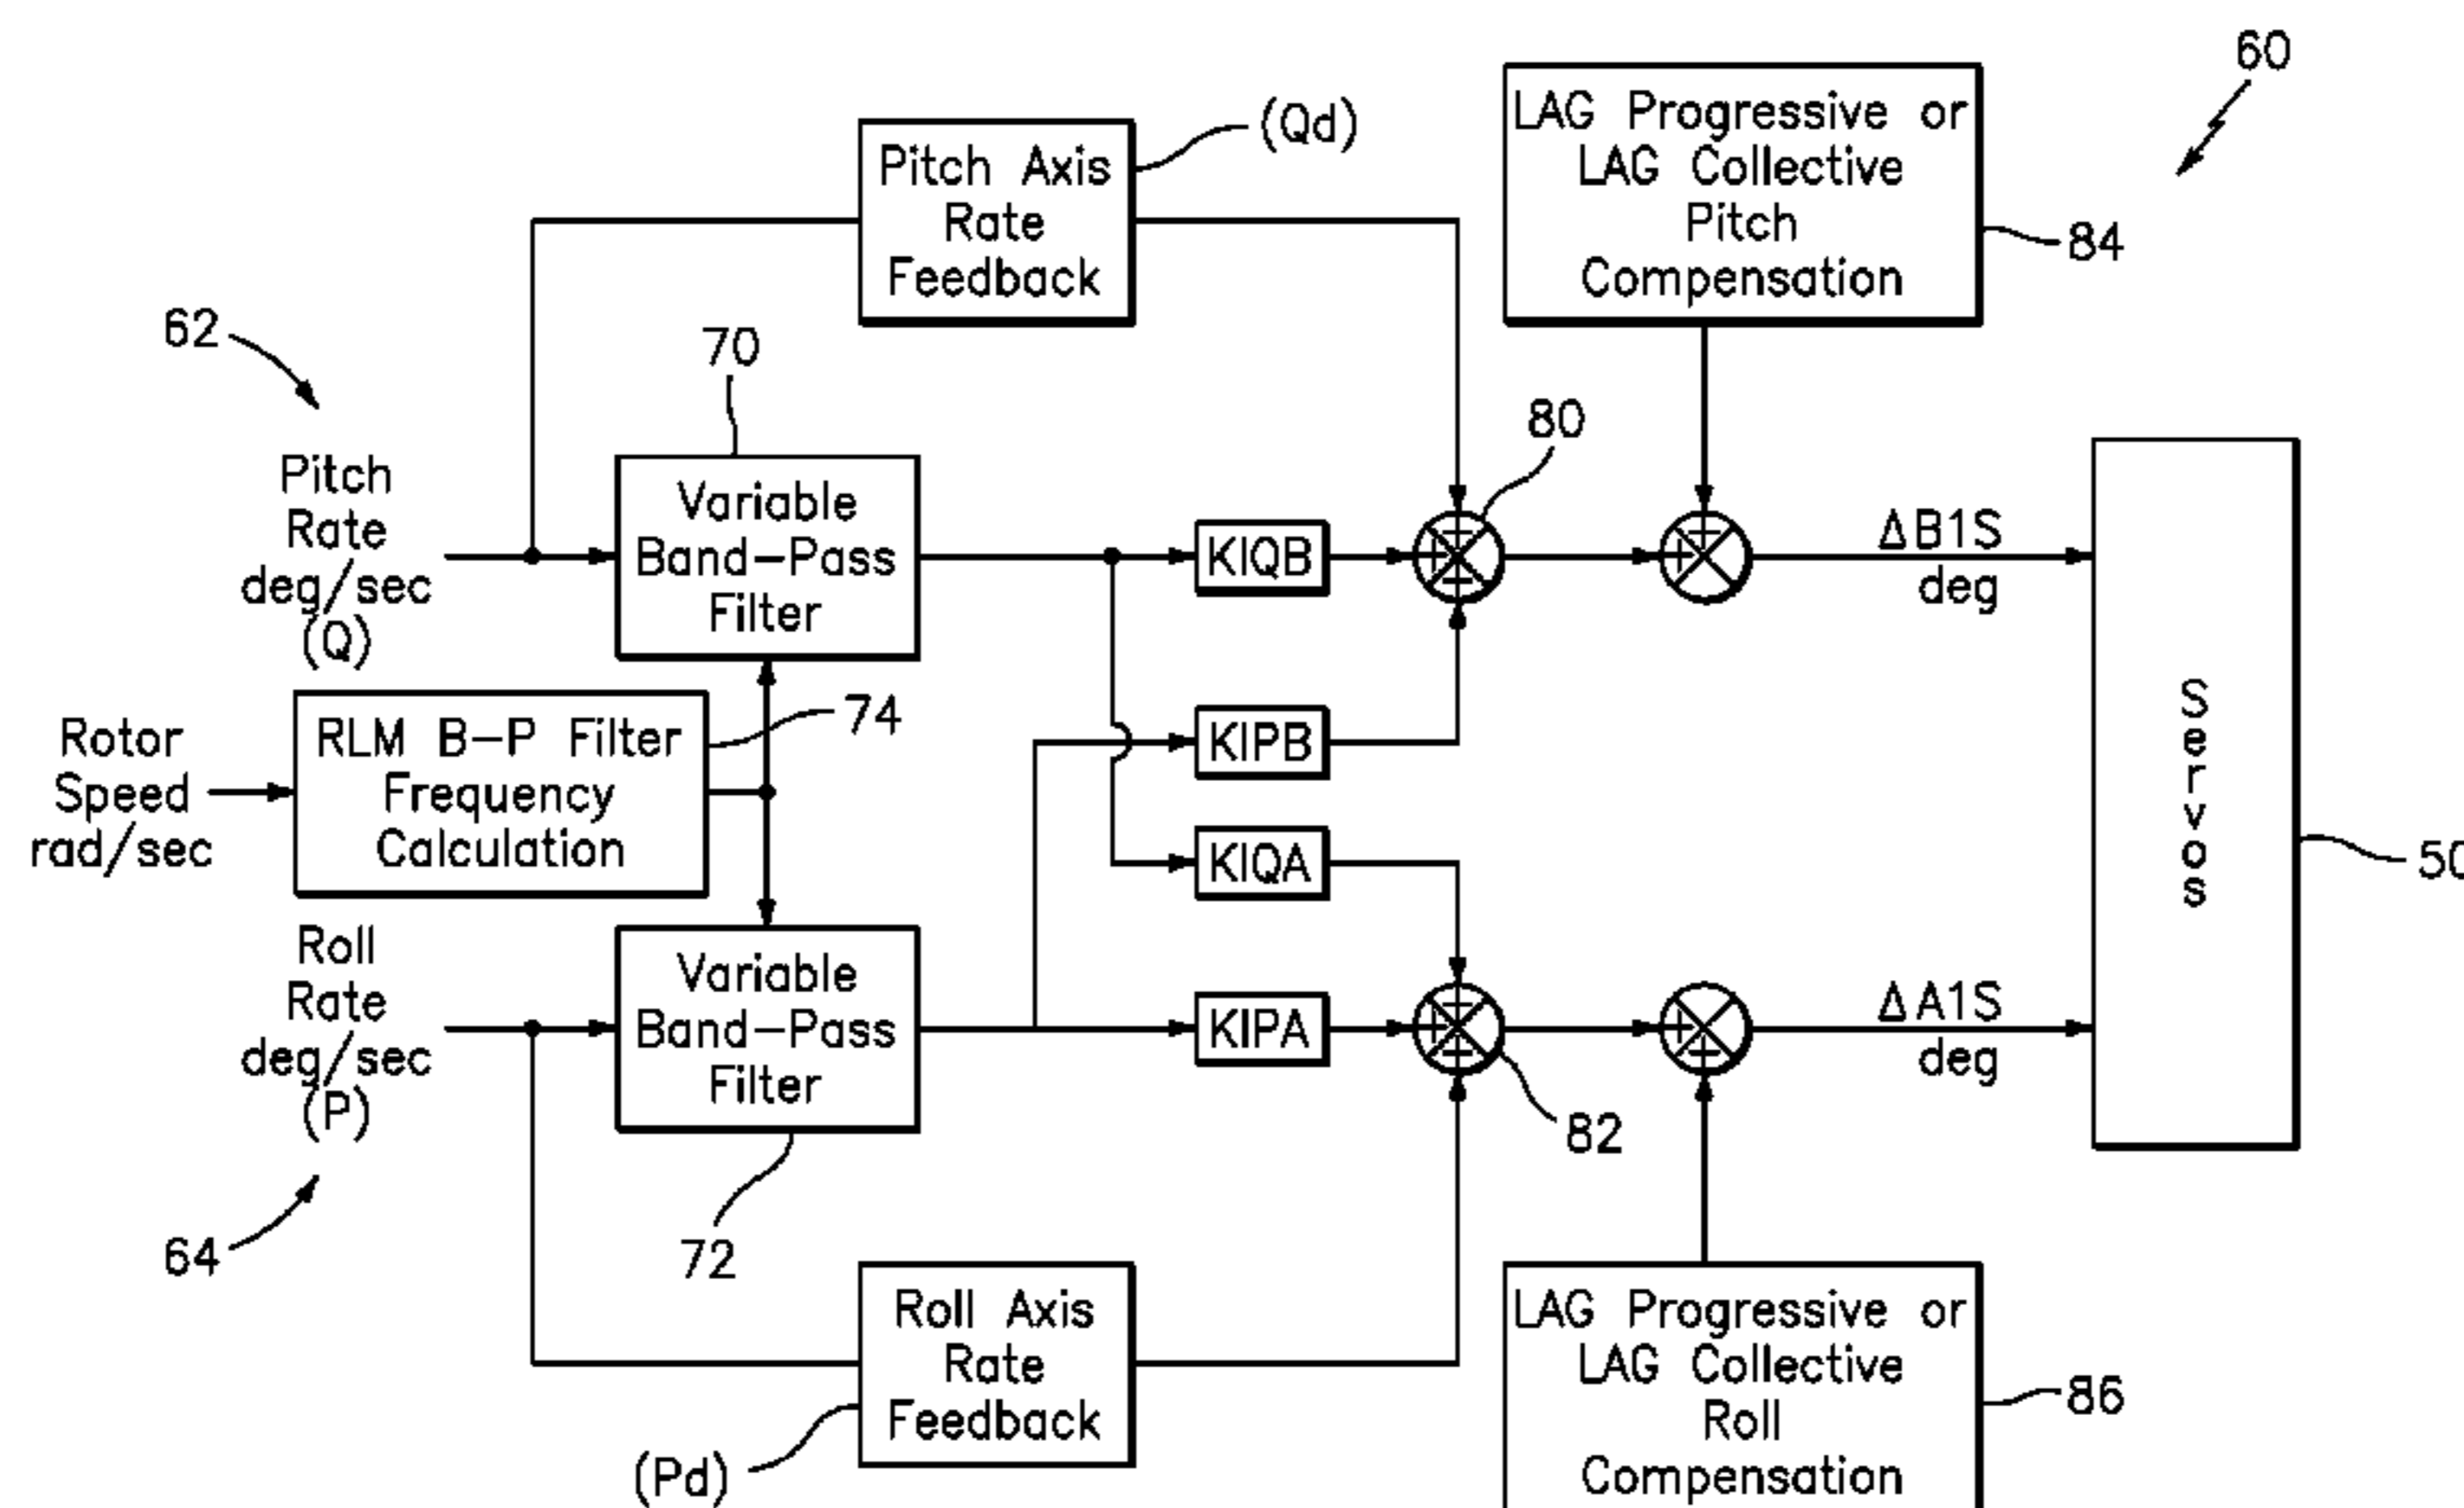 60
LAG Progressive or
LAG Collective
Pitch
Compensation
84
(Qd)
Pitch Axis
Rate
Feedback
62
70
80
Pitch
Rate
deg/sec
(Q)
Variable
Band-Pass
Filter
KIQB
+
+
+
+
+
ΔB1S
deg
Rotor
Speed
rad/sec
RLM B-P Filter
Frequency
Calculation
74
KIPB
KIQA
Servos
50
Roll
Rate
deg/sec
(P)
Variable
Band-Pass
Filter
KIPA
+
+
+
+
+
ΔA1S
deg
82
64
72
Roll Axis
Rate
Feedback
(Pd)
LAG Progressive or
LAG Collective
Roll
Compensation
86